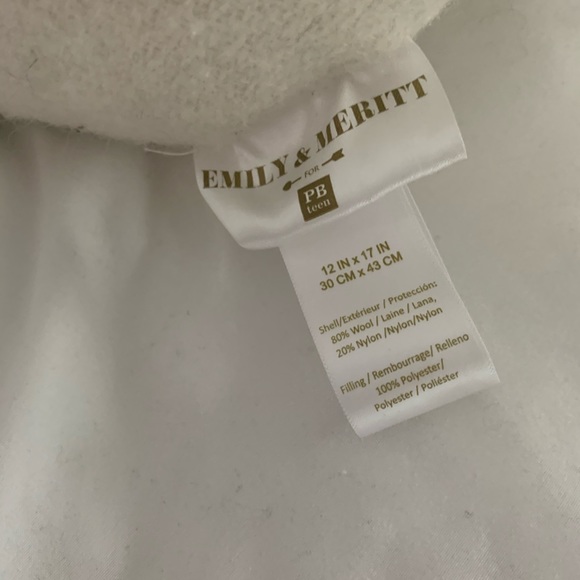 EMILY & MERITT
FOR
PB
teen
12 IN x 17 IN
30 CM x 43 CM
Shell/Extérieur / Protección:
80% Wool / Laine / Lana,
20% Nylon /Nylon/Nylon
Filling / Rembourrage/ Relleno
100% Polyester/
Polyester / Poliéster